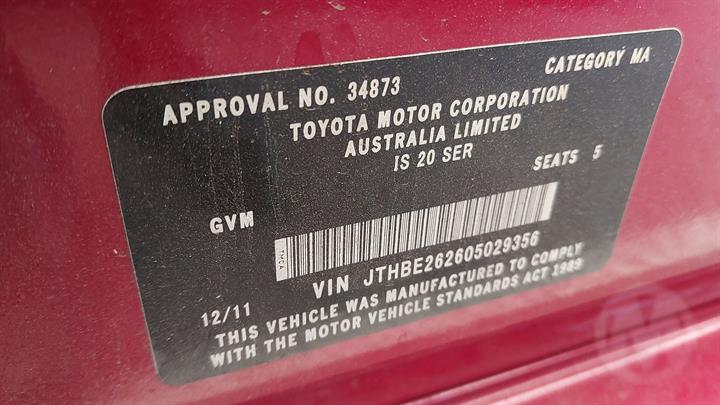 APPROVAL NO. 34873
CATEGORY MA
TOYOTA MOTOR CORPORATION
AUSTRALIA LIMITED
IS 20 SER
SEATS 5
GVM
TMCA
VIN JTHBE262605029356
12/11
THIS VEHICLE WAS MANUFACTURED TO COMPLY
WITH THE MOTOR VEHICLE STANDARDS ACT 1989
M